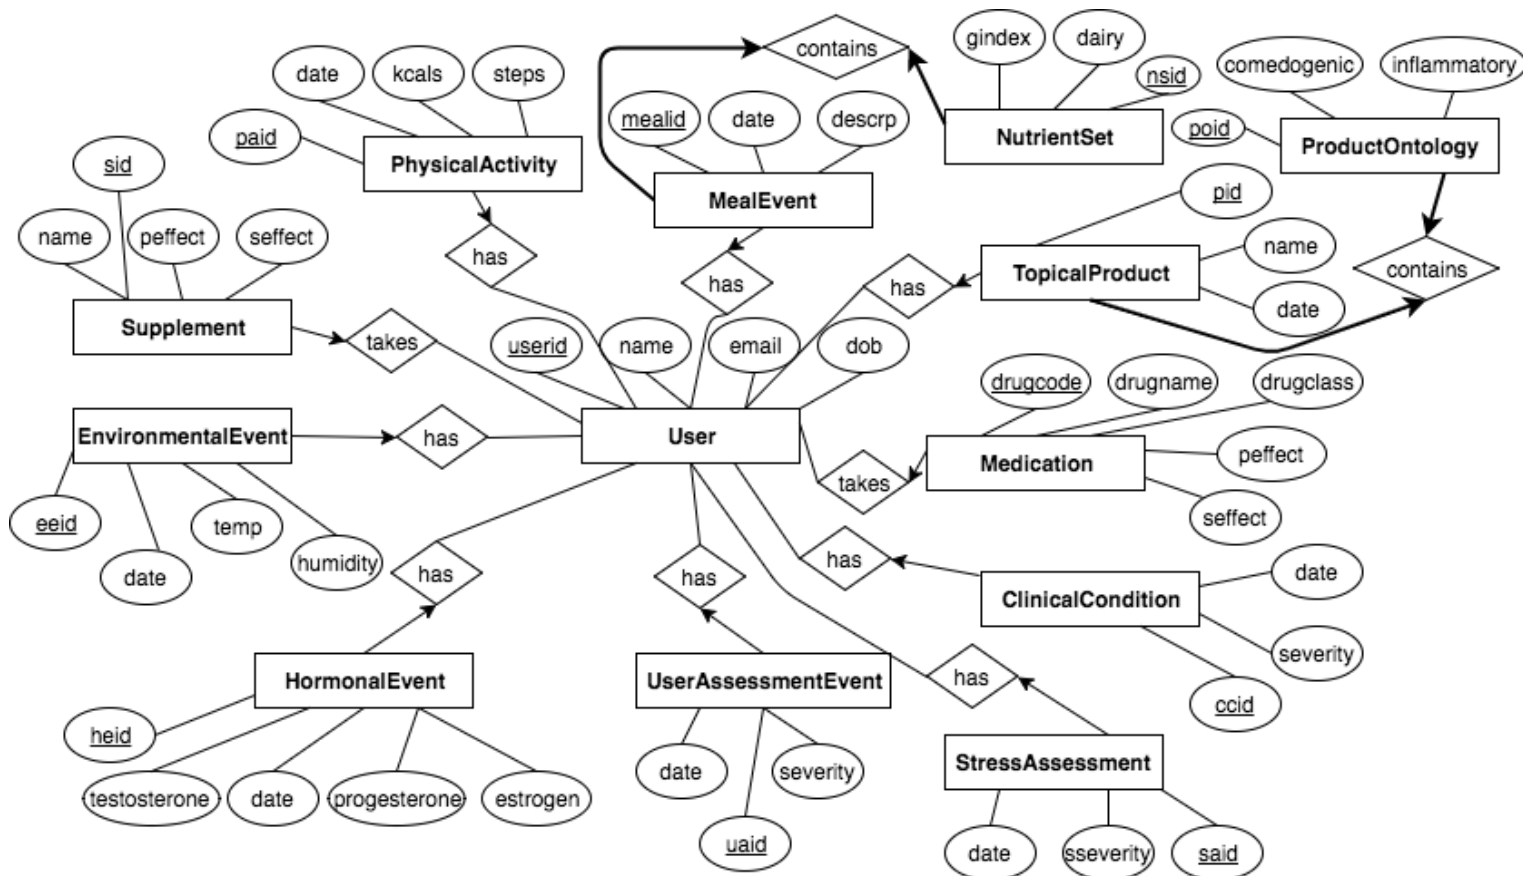 contains
gindex
dairy
nsid
comedogenic
inflammatory
date
kcals
steps
mealid
date
descrp
NutrientSet
poid
ProductOntology
paid
PhysicalActivity
sid
MealEvent
pid
name
peffect
seffect
has
has
has
TopicalProduct
name
contains
date
Supplement
takes
userid
name
email
dob
drugcode
drugname
drugclass
EnvironmentalEvent
has
User
Medication
peffect
takes
seffect
eeid
temp
date
humidity
has
has
has
ClinicalCondition
date
severity
ccid
HormonalEvent
UserAssessmentEvent
has
heid
testosterone
date
progesterone
estrogen
date
severity
uaid
StressAssessment
date
sseverity
said